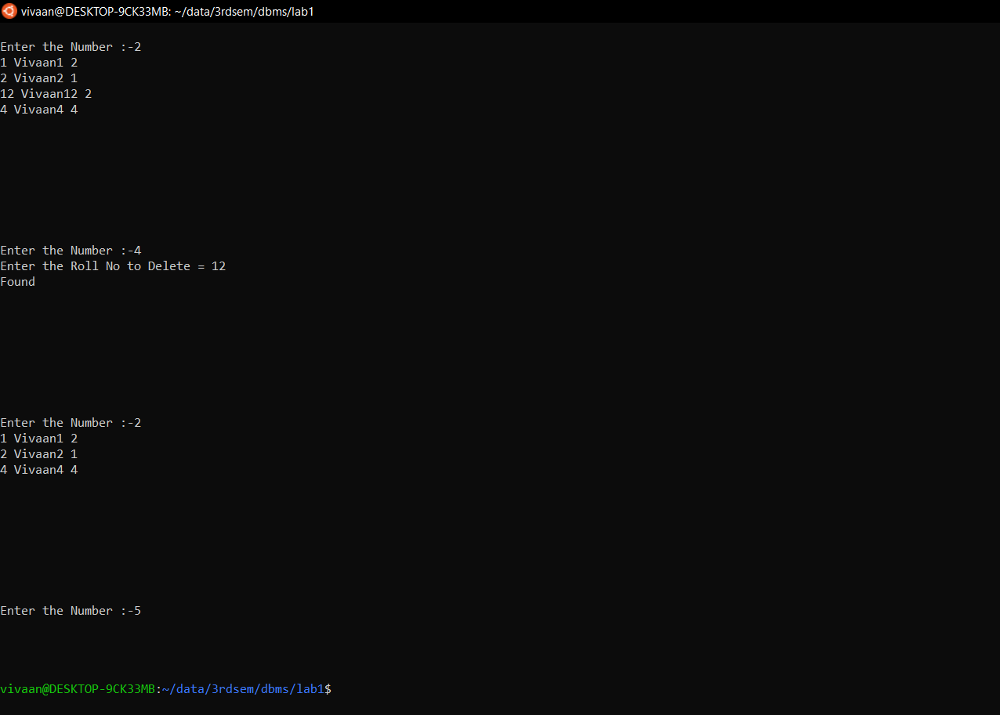 vivaan@DESKTOP-9CK33MB: ~/data/3rdsem/dbms/lab1
Enter the Number :-2
1 Vivaan1 2
2 Vivaan2 1
12 Vivaan12 2
4 Vivaan4 4
Enter the Number :-4
Enter the Roll No to Delete = 12
Found
Enter the Number :-2
1 Vivaan1 2
2 Vivaan2 1
4 Vivaan4 4
Enter the Number :-5
vivaan@DESKTOP-9CK33MB:~/data/3rdsem/dbms/lab1$